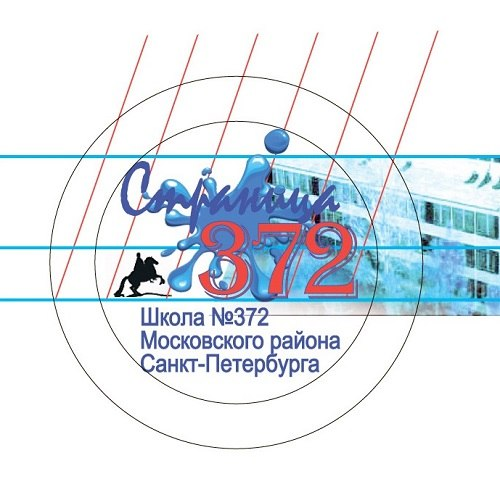 Страница
372
Школа №372
Московского района
Санкт-Петербурга